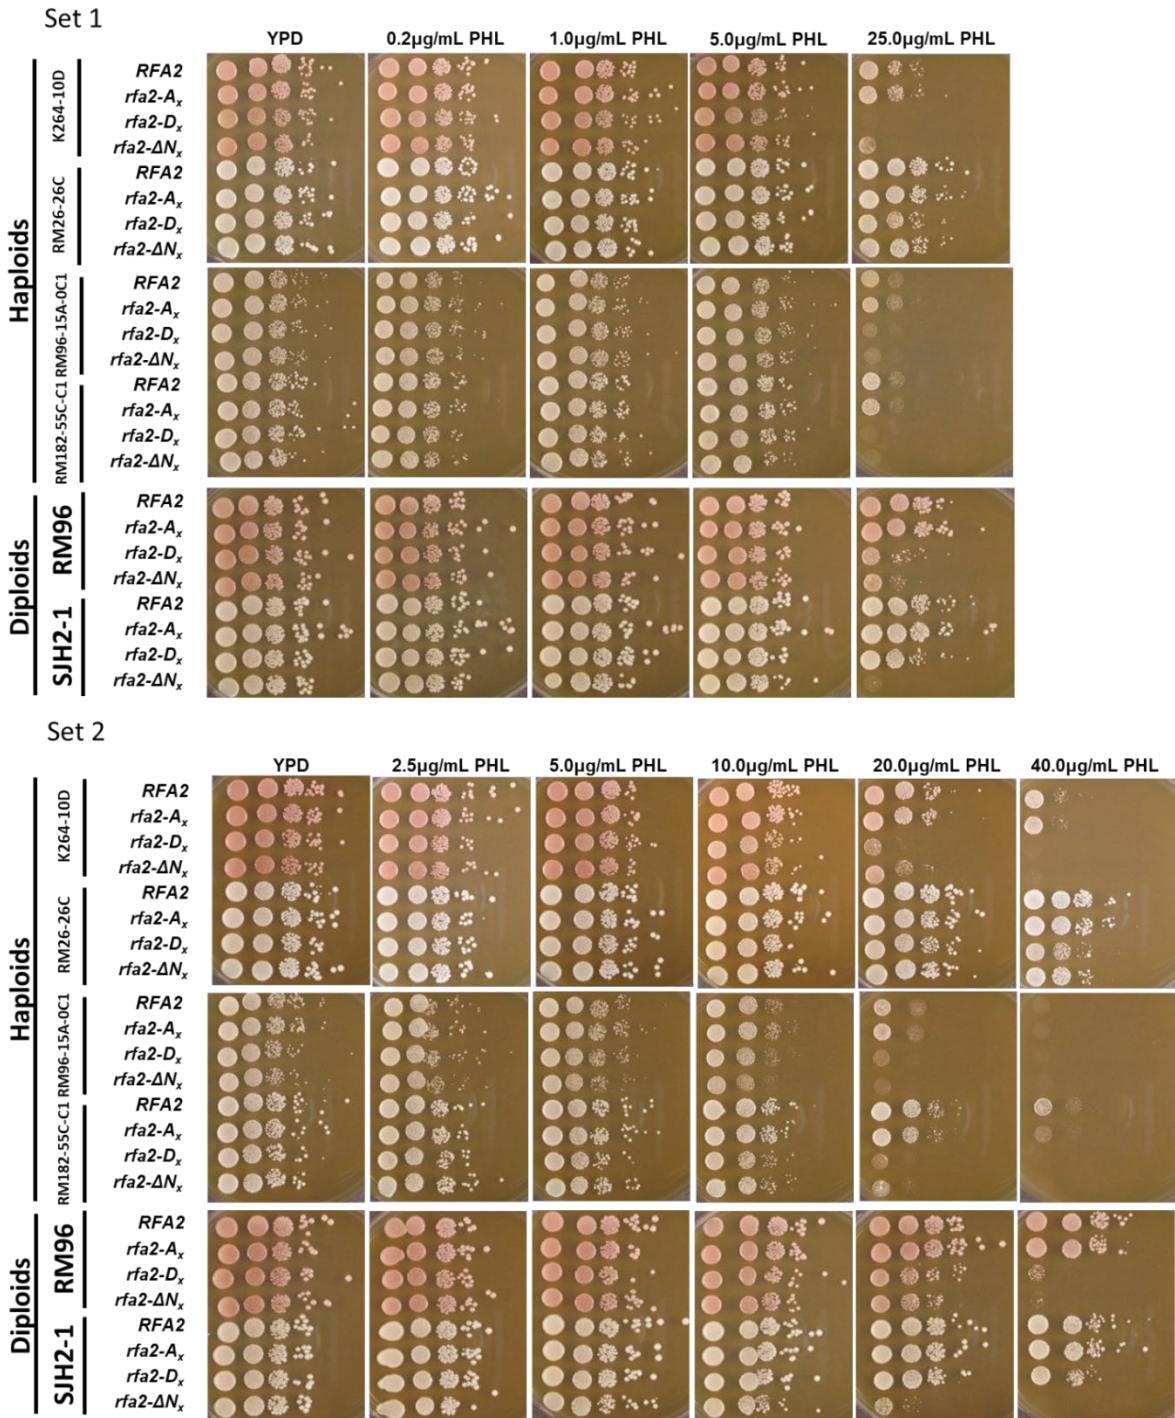 Set 1
YPD 0.2µg/mL PHL 1.0µg/mL PHL 5.0µg/mL PHL 25.0µg/mL PHL
Haploids
K264-10D
RFA2
rfa2-Ax
rfa2-Dx
rfa2-ΔNx
RM26-26C
RFA2
rfa2-Ax
rfa2-Dx
rfa2-ΔNx
RM96-15A-0C1
RFA2
rfa2-Ax
rfa2-Dx
rfa2-ΔNx
RM182-55C-C1
RFA2
rfa2-Ax
rfa2-Dx
rfa2-ΔNx
Diploids
RM96
RFA2
rfa2-Ax
rfa2-Dx
rfa2-ΔNx
SJH2-1
RFA2
rfa2-Ax
rfa2-Dx
rfa2-ΔNx
Set 2
YPD 2.5µg/mL PHL 5.0µg/mL PHL 10.0µg/mL PHL 20.0µg/mL PHL 40.0µg/mL PHL
Haploids
K264-10D
RFA2
rfa2-Ax
rfa2-Dx
rfa2-ΔNx
RM26-26C
RFA2
rfa2-Ax
rfa2-Dx
rfa2-ΔNx
RM96-15A-0C1
RFA2
rfa2-Ax
rfa2-Dx
rfa2-ΔNx
RM182-55C-C1
RFA2
rfa2-Ax
rfa2-Dx
rfa2-ΔNx
Diploids
RM96
RFA2
rfa2-Ax
rfa2-Dx
rfa2-ΔNx
SJH2-1
RFA2
rfa2-Ax
rfa2-Dx
rfa2-ΔNx